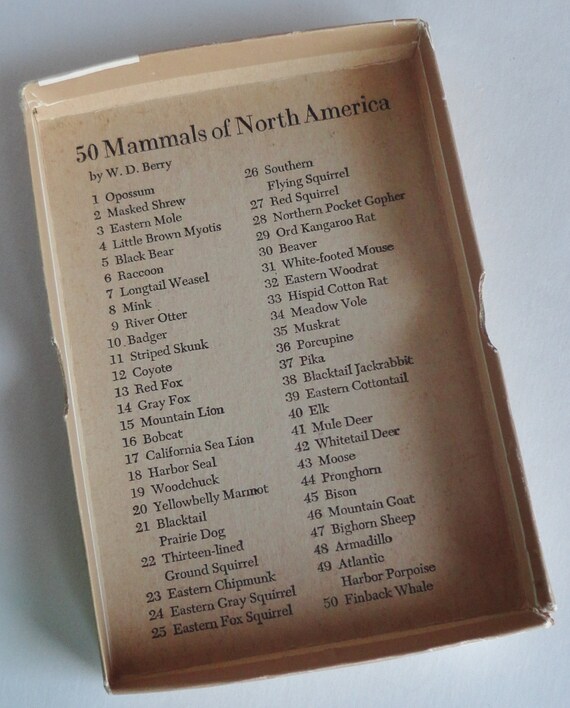 50 Mammals of North America
by W. D. Berry
1 Opossum
2 Masked Shrew
3 Eastern Mole
4 Little Brown Myotis
5 Black Bear
6 Raccoon
7 Longtail Weasel
8 Mink
9 River Otter
10 Badger
11 Striped Skunk
12 Coyote
13 Red Fox
14 Gray Fox
15 Mountain Lion
16 Bobcat
17 California Sea Lion
18 Harbor Seal
19 Woodchuck
20 Yellowbelly Marmot
21 Blacktail
Prairie Dog
22 Thirteen-lined
Ground Squirrel
23 Eastern Chipmunk
24 Eastern Gray Squirrel
25 Eastern Fox Squirrel
26 Southern
Flying Squirrel
27 Red Squirrel
28 Northern Pocket Gopher
29 Ord Kangaroo Rat
30 Beaver
31 White-footed Mouse
32 Eastern Woodrat
33 Hispid Cotton Rat
34 Meadow Vole
35 Muskrat
36 Porcupine
37 Pika
38 Blacktail Jackrabbit
39 Eastern Cottontail
40 Elk
41 Mule Deer
42 Whitetail Deer
43 Moose
44 Pronghorn
45 Bison
46 Mountain Goat
47 Bighorn Sheep
48 Armadillo
49 Atlantic
Harbor Porpoise
50 Finback Whale